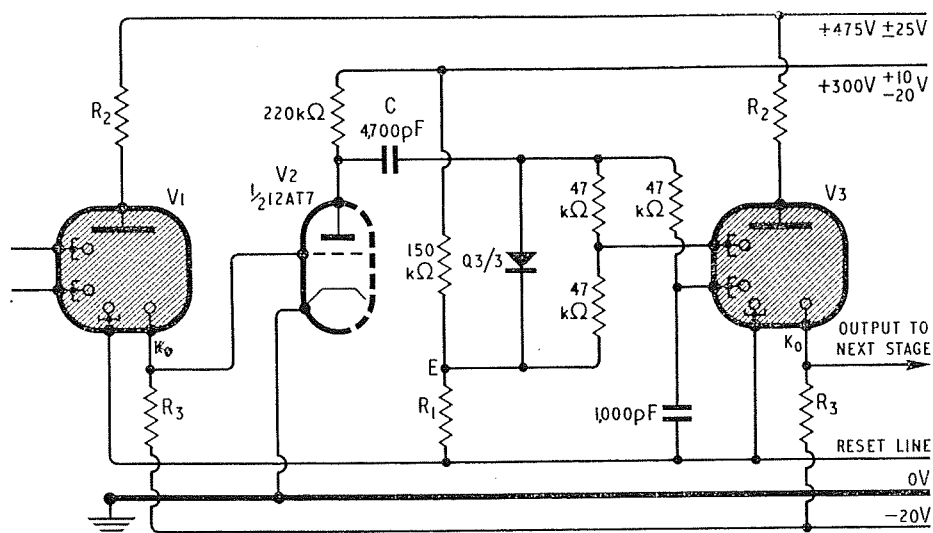 +475V ±25V
+300V +10 −20 V
R2
220kΩ
C
4,700pF
R2
V1
V2
½12AT7
47 kΩ
47 kΩ
V3
150 kΩ
Q3/3
47 kΩ
K0
E
K0
OUTPUT TO
NEXT STAGE
R3
R1
1,000pF
R3
RESET LINE
0V
−20V